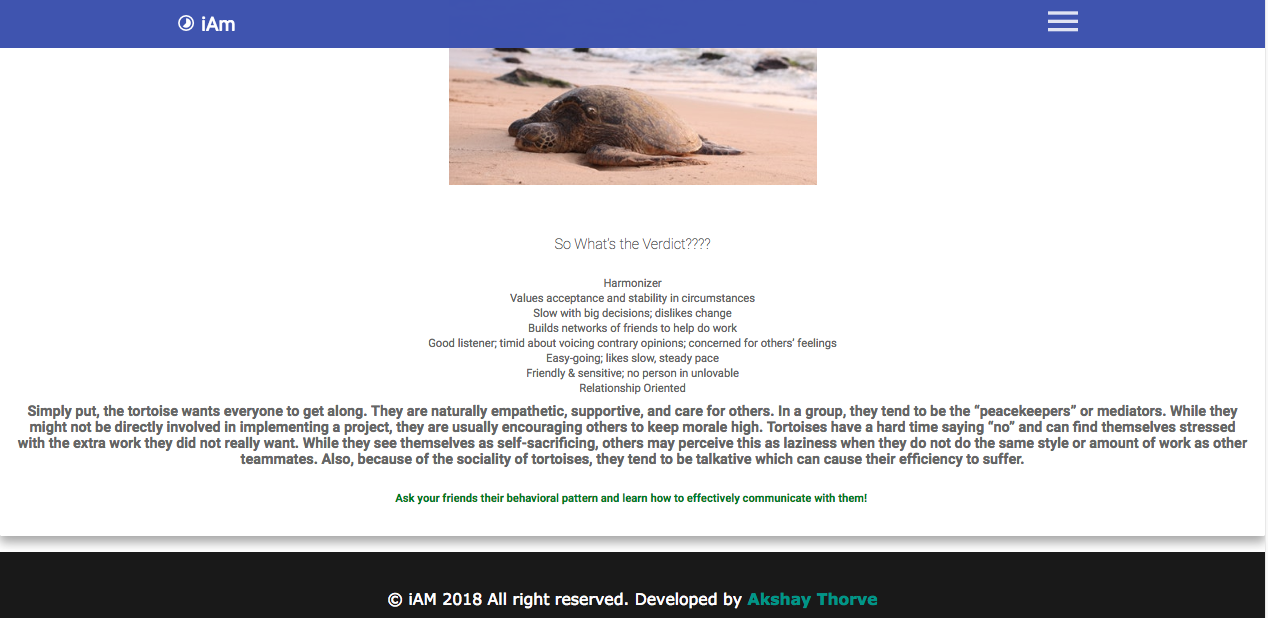 iAm
So What's the Verdict????
Harmonizer
Values acceptance and stability in circumstances
Slow with big decisions; dislikes change
Builds networks of friends to help do work
Good listener; timid about voicing contrary opinions; concerned for others’ feelings
Easy-going; likes slow, steady pace
Friendly & sensitive; no person in unlovable
Relationship Oriented
Simply put, the tortoise wants everyone to get along. They are naturally empathetic, supportive, and care for others. In a group, they tend to be the “peacekeepers” or mediators. While they
might not be directly involved in implementing a project, they are usually encouraging others to keep morale high. Tortoises have a hard time saying “no” and can find themselves stressed
with the extra work they did not really want. While they see themselves as self-sacrificing, others may perceive this as laziness when they do not do the same style or amount of work as other
teammates. Also, because of the sociality of tortoises, they tend to be talkative which can cause their efficiency to suffer.
Ask your friends their behavioral pattern and learn how to effectively communicate with them!
© iAM 2018 All right reserved. Developed by Akshay Thorve